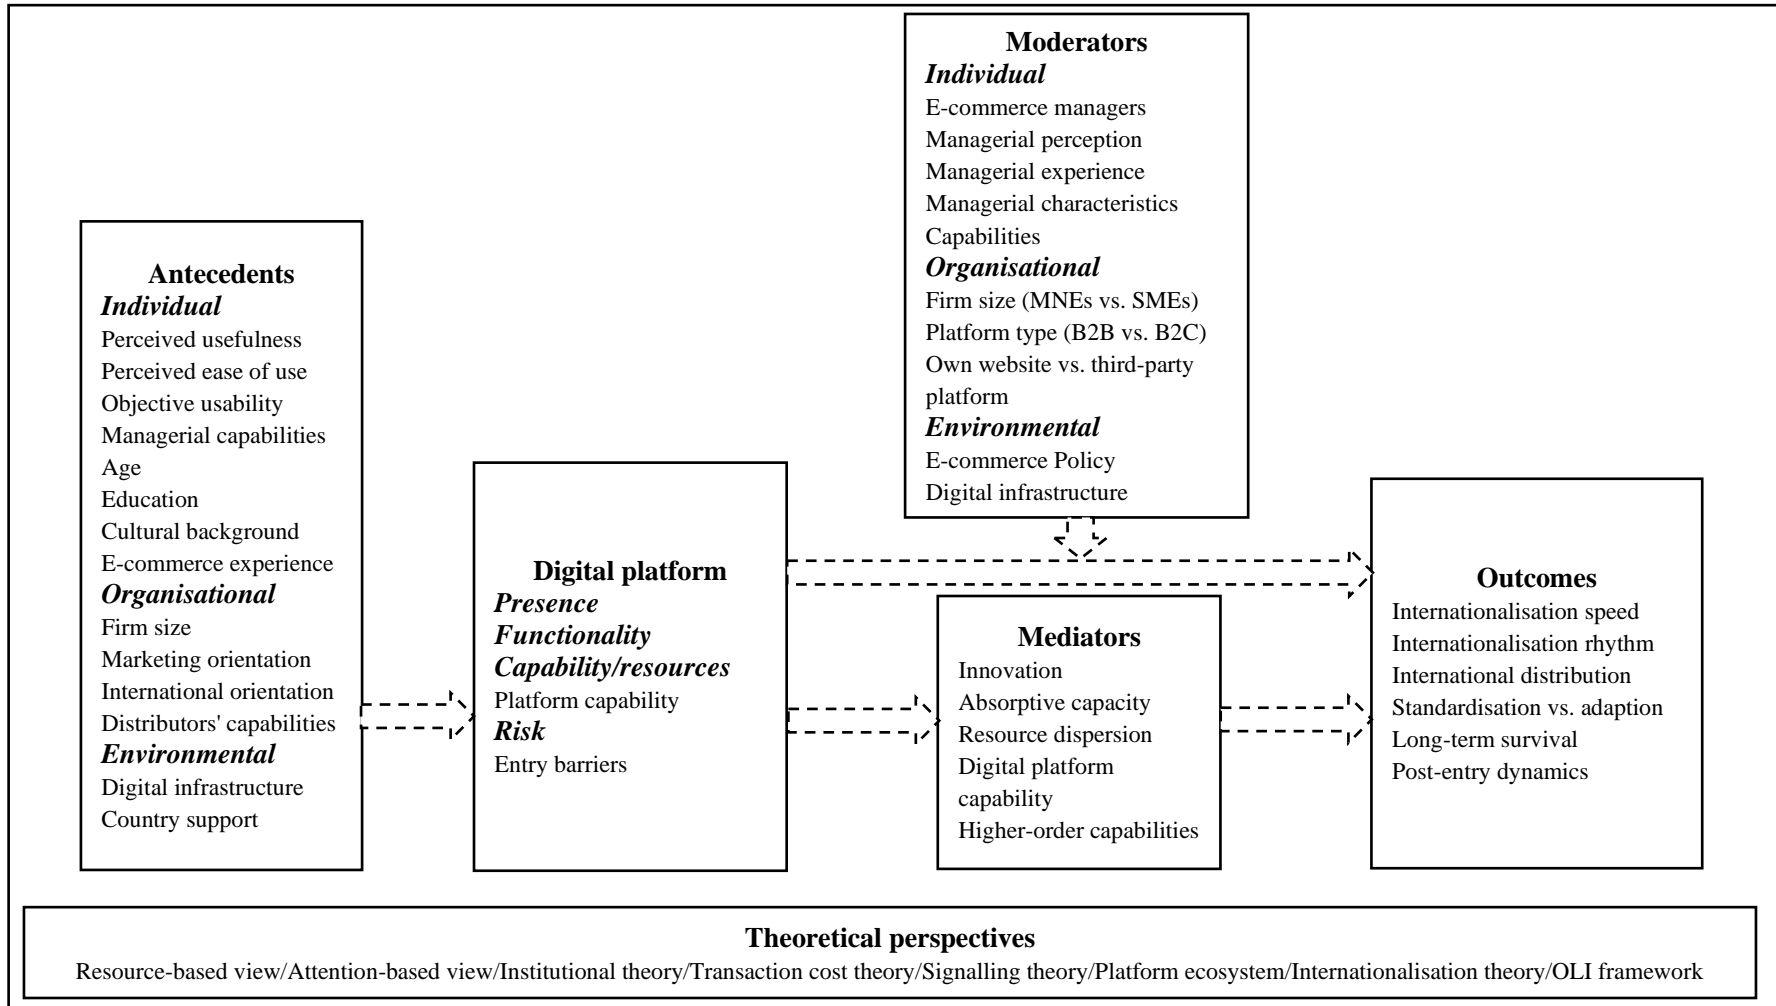 Antecedents
Individual
Perceived usefulness
Perceived ease of use
Objective usability
Managerial capabilities
Age
Education
Cultural background
E-commerce experience
Organisational
Firm size
Marketing orientation
International orientation
Distributors' capabilities
Environmental
Digital infrastructure
Country support
Digital platform
Presence
Functionality
Capability/resources
Platform capability
Risk
Entry barriers
Moderators
Individual
E-commerce managers
Managerial perception
Managerial experience
Managerial characteristics
Capabilities
Organisational
Firm size (MNEs vs. SMEs)
Platform type (B2B vs. B2C)
Own website vs. third-party
platform
Environmental
E-commerce Policy
Digital infrastructure
Mediators
Innovation
Absorptive capacity
Resource dispersion
Digital platform
capability
Higher-order capabilities
Outcomes
Internationalisation speed
Internationalisation rhythm
International distribution
Standardisation vs. adaption
Long-term survival
Post-entry dynamics
Theoretical perspectives
Resource-based view/Attention-based view/Institutional theory/Transaction cost theory/Signalling theory/Platform ecosystem/Internationalisation theory/OLI framework